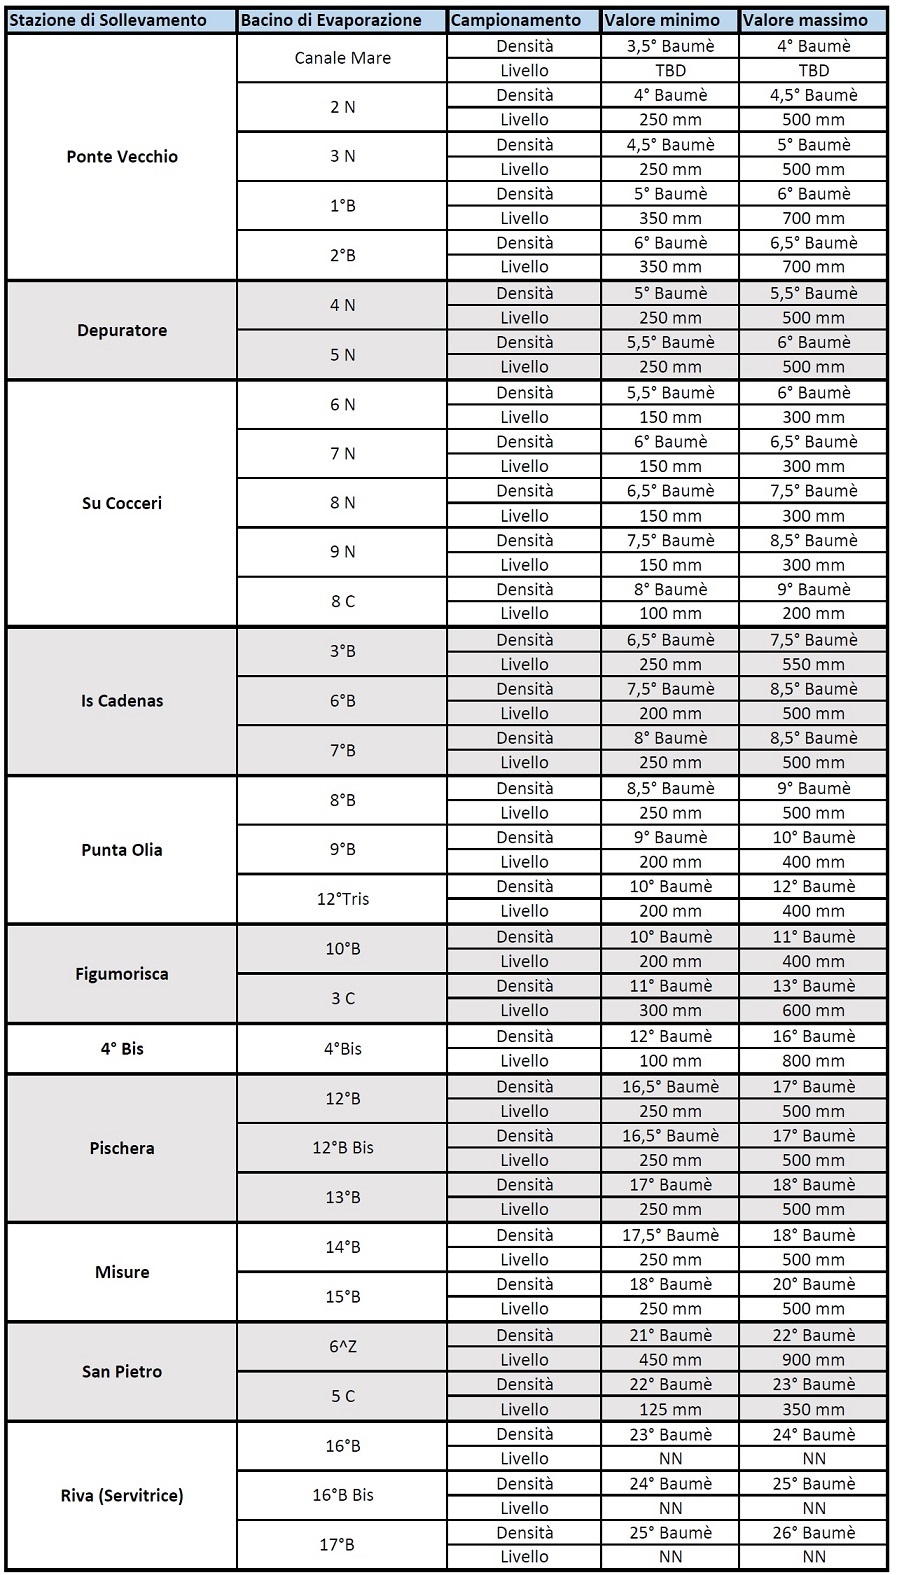 Stazione di Sollevamento Bacino di Evaporazione Campionamento Valore minimo Valore massimo
Ponte Vecchio Canale Mare Densità 3,5° Baumè 4° Baumè
Livello TBD TBD
2 N Densità 4° Baumè 4,5° Baumè
Livello 250 mm 500 mm
3 N Densità 4,5° Baumè 5° Baumè
Livello 250 mm 500 mm
1°B Densità 5° Baumè 6° Baumè
Livello 350 mm 700 mm
2°B Densità 6° Baumè 6,5° Baumè
Livello 350 mm 700 mm
Depuratore 4 N Densità 5° Baumè 5,5° Baumè
Livello 250 mm 500 mm
5 N Densità 5,5° Baumè 6° Baumè
Livello 250 mm 500 mm
Su Cocceri 6 N Densità 5,5° Baumè 6° Baumè
Livello 150 mm 300 mm
7 N Densità 6° Baumè 6,5° Baumè
Livello 150 mm 300 mm
8 N Densità 6,5° Baumè 7,5° Baumè
Livello 150 mm 300 mm
9 N Densità 7,5° Baumè 8,5° Baumè
Livello 150 mm 300 mm
8 C Densità 8° Baumè 9° Baumè
Livello 100 mm 200 mm
Is Cadenas 3°B Densità 6,5° Baumè 7,5° Baumè
Livello 250 mm 550 mm
6°B Densità 7,5° Baumè 8,5° Baumè
Livello 200 mm 500 mm
7°B Densità 8° Baumè 8,5° Baumè
Livello 250 mm 500 mm
Punta Olia 8°B Densità 8,5° Baumè 9° Baumè
Livello 250 mm 500 mm
9°B Densità 9° Baumè 10° Baumè
Livello 200 mm 400 mm
12°Tris Densità 10° Baumè 12° Baumè
Livello 200 mm 400 mm
Figumorisca 10°B Densità 10° Baumè 11° Baumè
Livello 200 mm 400 mm
3 C Densità 11° Baumè 13° Baumè
Livello 300 mm 600 mm
4° Bis 4°Bis Densità 12° Baumè 16° Baumè
Livello 100 mm 800 mm
Pischera 12°B Densità 16,5° Baumè 17° Baumè
Livello 250 mm 500 mm
12°B Bis Densità 16,5° Baumè 17° Baumè
Livello 250 mm 500 mm
13°B Densità 17° Baumè 18° Baumè
Livello 250 mm 500 mm
Misure 14°B Densità 17,5° Baumè 18° Baumè
Livello 250 mm 500 mm
15°B Densità 18° Baumè 20° Baumè
Livello 250 mm 500 mm
San Pietro 6^Z Densità 21° Baumè 22° Baumè
Livello 450 mm 900 mm
5 C Densità 22° Baumè 23° Baumè
Livello 125 mm 350 mm
Riva (Servitrice) 16°B Densità 23° Baumè 24° Baumè
Livello NN NN
16°B Bis Densità 24° Baumè 25° Baumè
Livello NN NN
17°B Densità 25° Baumè 26° Baumè
Livello NN NN